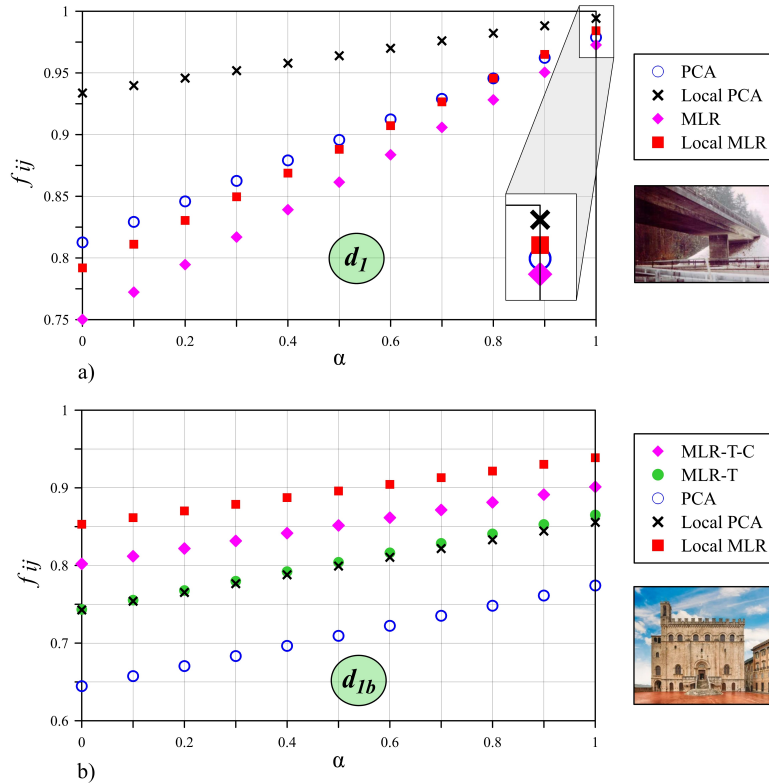 1
0.95
0.9
0.85
0.8
0.75
f ij
0 0.2 0.4 0.6 0.8 1
α
d1
a)
PCA
Local PCA
MLR
Local MLR
1
0.9
0.8
0.7
0.6
f ij
0 0.2 0.4 0.6 0.8 1
α
d1b
b)
MLR-T-C
MLR-T
PCA
Local PCA
Local MLR